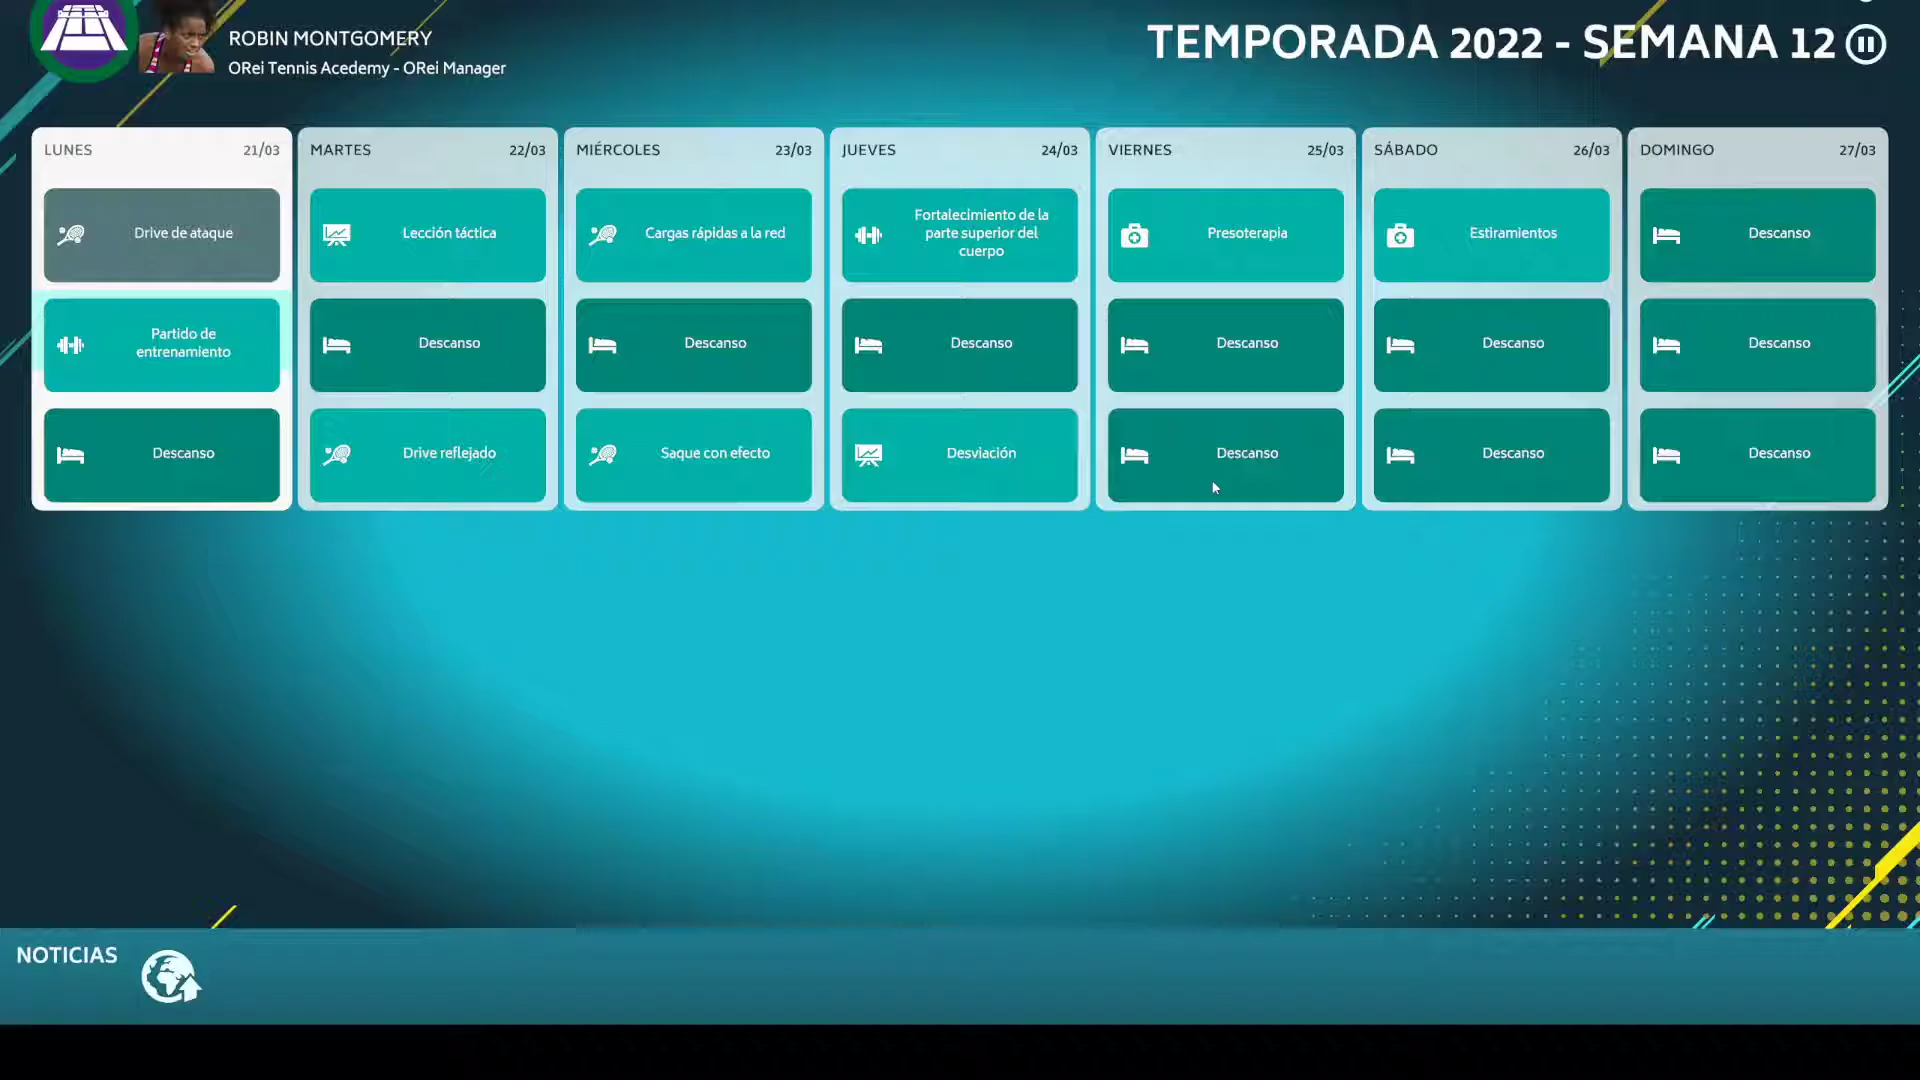 ROBIN MONTGOMERY
ORei Tennis Acedemy - ORei Manager
TEMPORADA 2022 - SEMANA 12
LUNES 21/03
Drive de ataque
Partido de
entrenamiento
Descanso
MARTES 22/03
Lección táctica
Descanso
Drive reflejado
MIÉRCOLES 23/03
Cargas rápidas a la red
Descanso
Saque con efecto
JUEVES 24/03
Fortalecimiento de la
parte superior del
cuerpo
Descanso
Desviación
VIERNES 25/03
Presoterapia
Descanso
Descanso
SÁBADO 26/03
Estiramientos
Descanso
Descanso
DOMINGO 27/03
Descanso
Descanso
Descanso
NOTICIAS